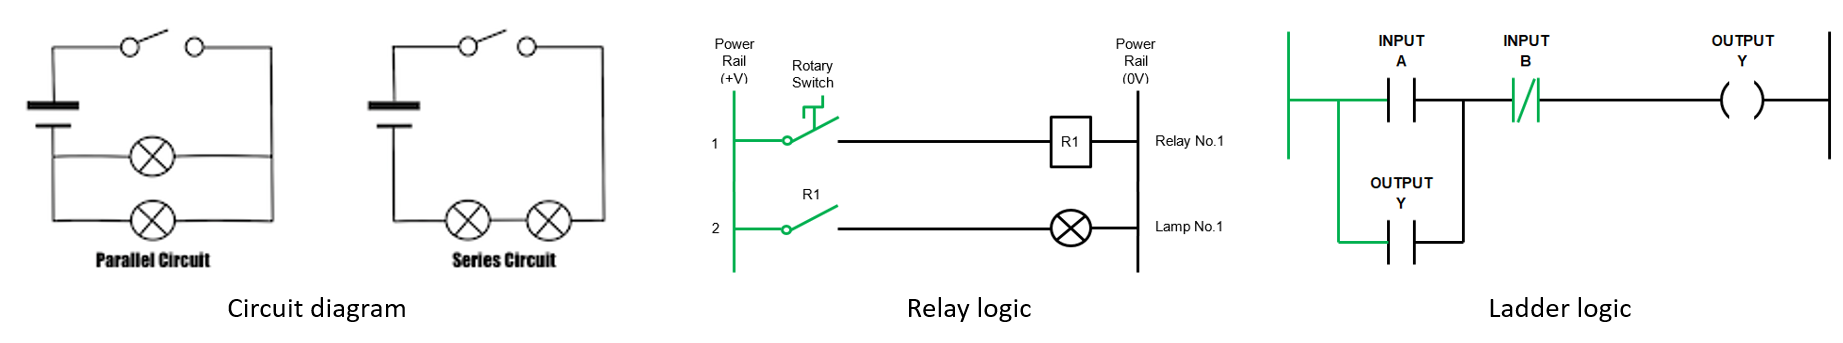 Parallel Circuit
Series Circuit
Circuit diagram
Power
Rail
(+V)
Rotary
Switch
Power
Rail
(0V)
1
R1
Relay No.1
R1
2
Lamp No.1
Relay logic
INPUT
A
INPUT
B
OUTPUT
Y
OUTPUT
Y
Ladder logic